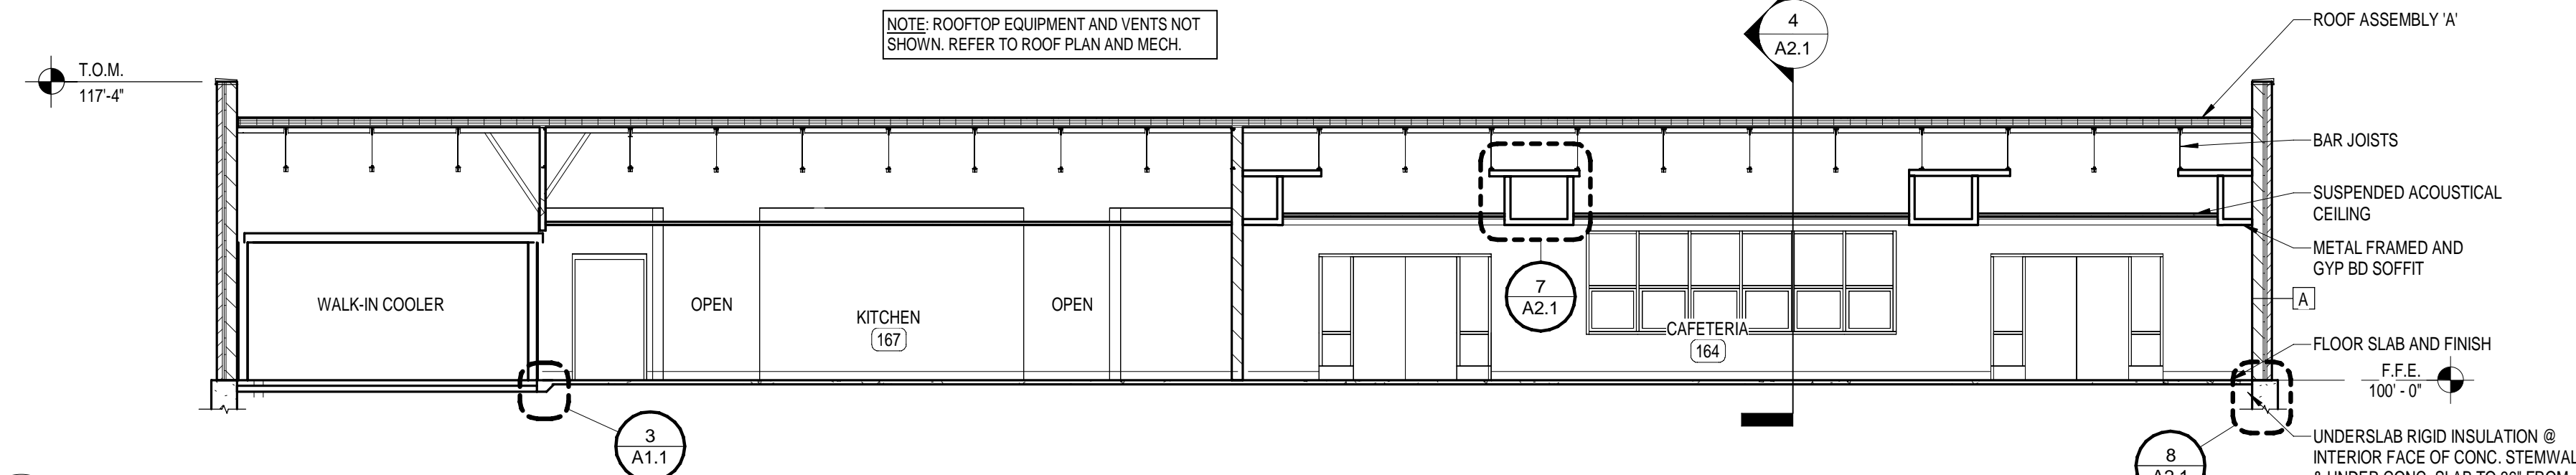 NOTE: ROOFTOP EQUIPMENT AND VENTS NOT
SHOWN. REFER TO ROOF PLAN AND MECH.
4
A2.1
ROOF ASSEMBLY 'A'
T.O.M.
117'-4"
BAR JOISTS
SUSPENDED ACOUSTICAL
CEILING
METAL FRAMED AND
GYP BD SOFFIT
A
WALK-IN COOLER
OPEN
KITCHEN
167
OPEN
7
A2.1
CAFETERIA
164
FLOOR SLAB AND FINISH
F.F.E.
100' - 0"
3
A1.1
8
UNDERSLAB RIGID INSULATION @
INTERIOR FACE OF CONC. STEMWAL